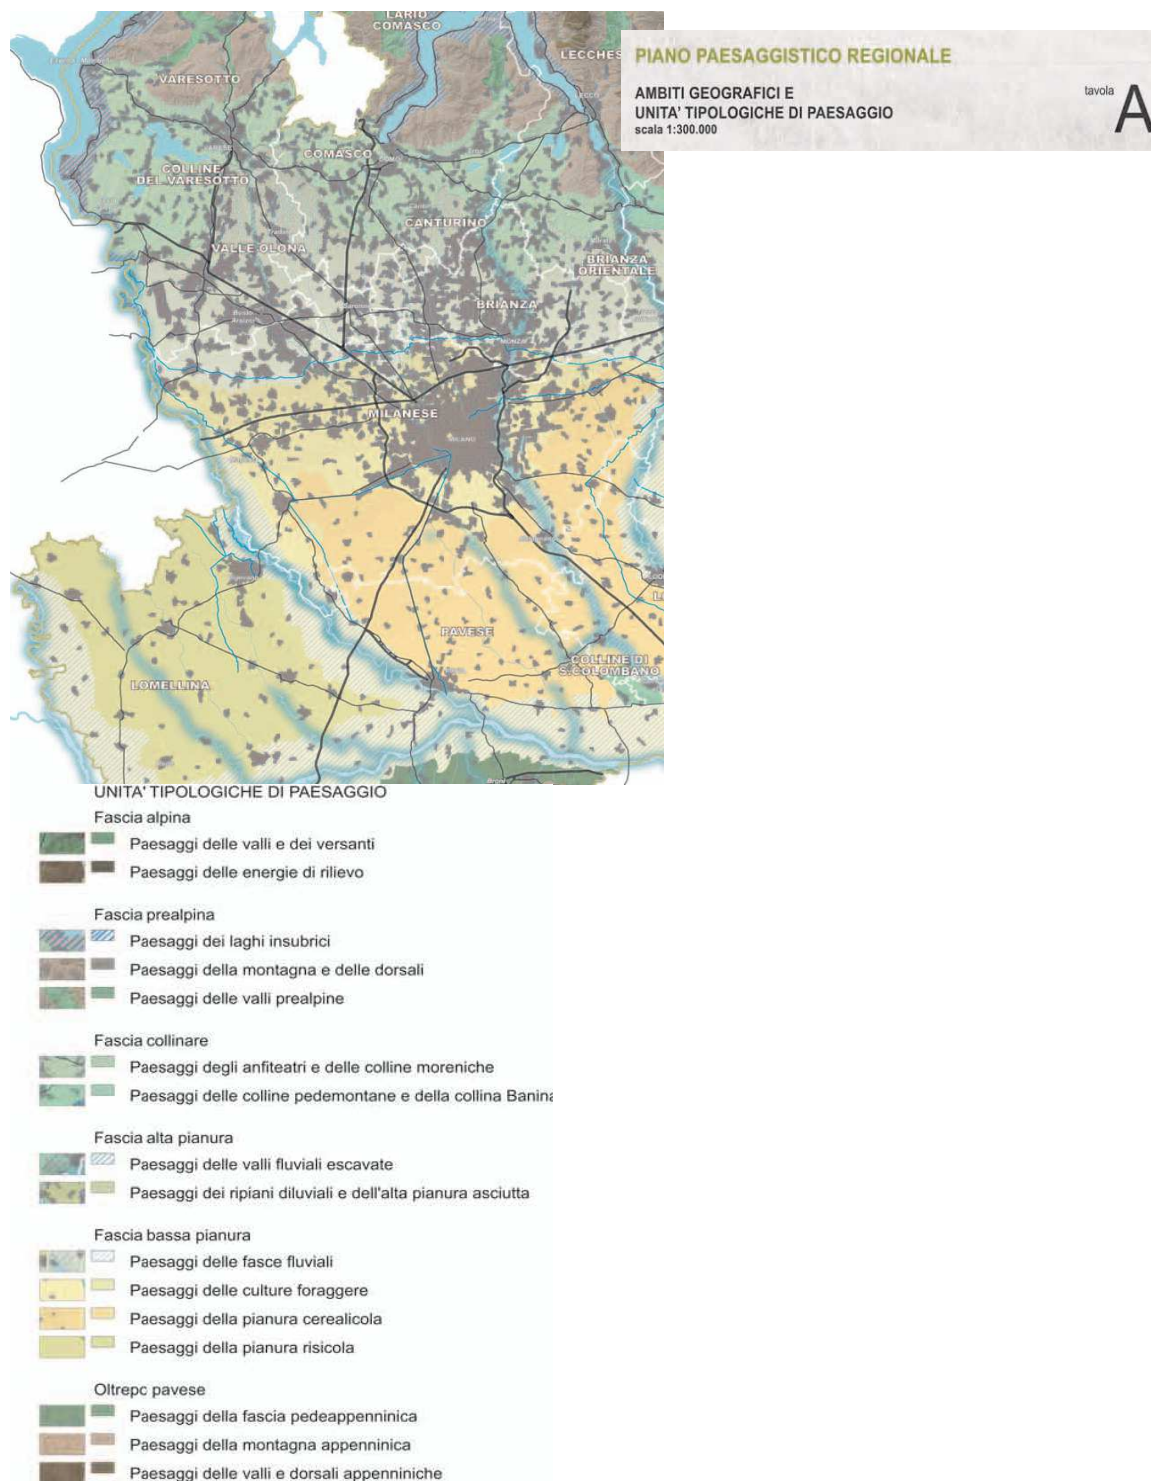 LARIO
COMASCO
LECCHES
VARESOTTO
PIANO PAESAGGISTICO REGIONALE
AMBITI GEOGRAFICI E
UNITA' TIPOLOGICHE DI PAESAGGIO
scala 1:300.000
tavola
A
COMASCO
COLLINE
DEL VARESOTTO
CANTURINO
VALLE OLONA
BRIANZA
ORIENTALE
BRIANZA
Busto
Arsizio
MONZA
MILANESE
MILANO
PAVESE
COLLINE DI
S.COLOMBANO
LOMELLINA
UNITA' TIPOLOGICHE DI PAESAGGIO
Fascia alpina
Paesaggi delle valli e dei versanti
Paesaggi delle energie di rilievo
Fascia prealpina
Paesaggi dei laghi insubrici
Paesaggi della montagna e delle dorsali
Paesaggi delle valli prealpine
Fascia collinare
Paesaggi degli anfiteatri e delle colline moreniche
Paesaggi delle colline pedemontane e della collina Banina
Fascia alta pianura
Paesaggi delle valli fluviali escavate
Paesaggi dei ripiani diluviali e dell'alta pianura asciutta
Fascia bassa pianura
Paesaggi delle fasce fluviali
Paesaggi delle culture foraggere
Paesaggi della pianura cerealicola
Paesaggi della pianura risicola
Oltrepc pavese
Paesaggi della fascia pedeappenninica
Paesaggi della montagna appenninica
Paesaggi delle valli e dorsali appenniniche